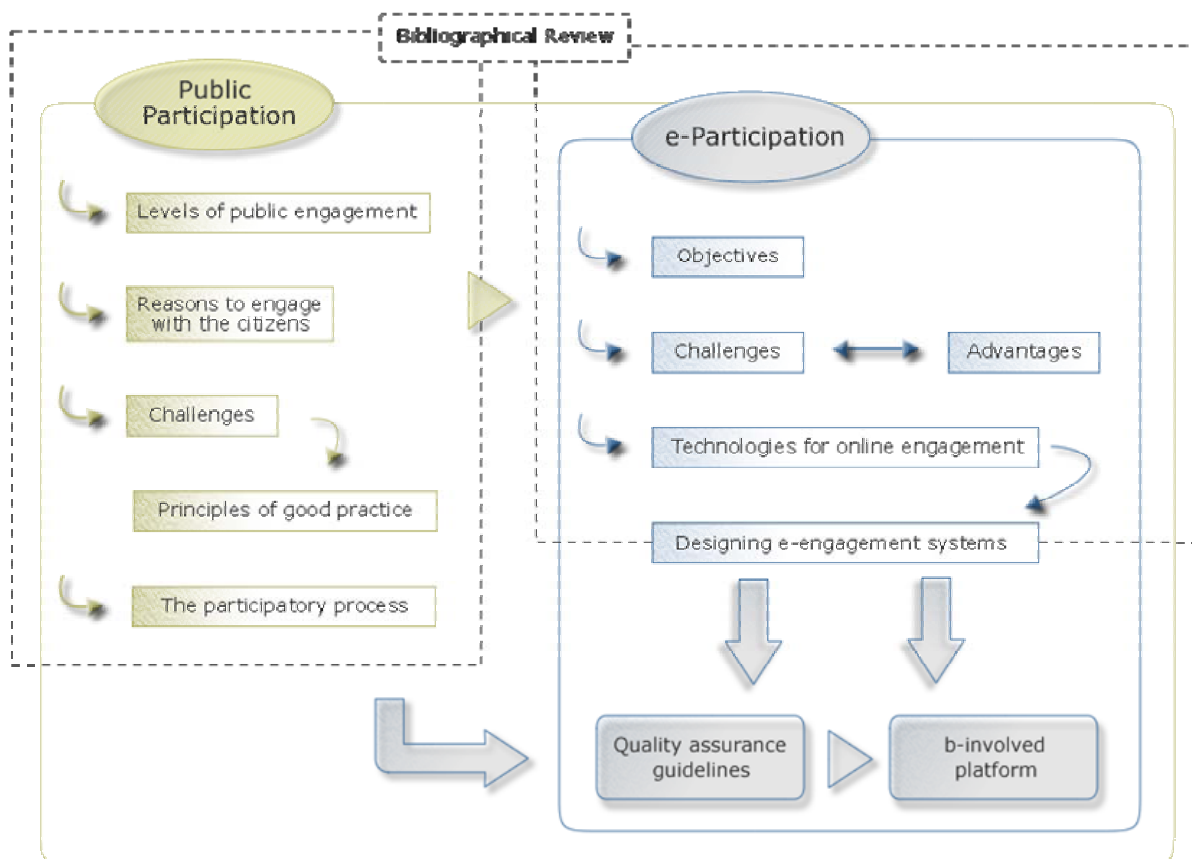 Bibliographical Review
Public
Participation
Levels of public engagement
Reasons to engage
with the citizens
Challenges
Principles of good practice
The participatory process
e-Participation
Objectives
Challenges
Advantages
Technologies for online engagement
Designing e-engagement systems
Quality assurance
guidelines
b-involved
platform